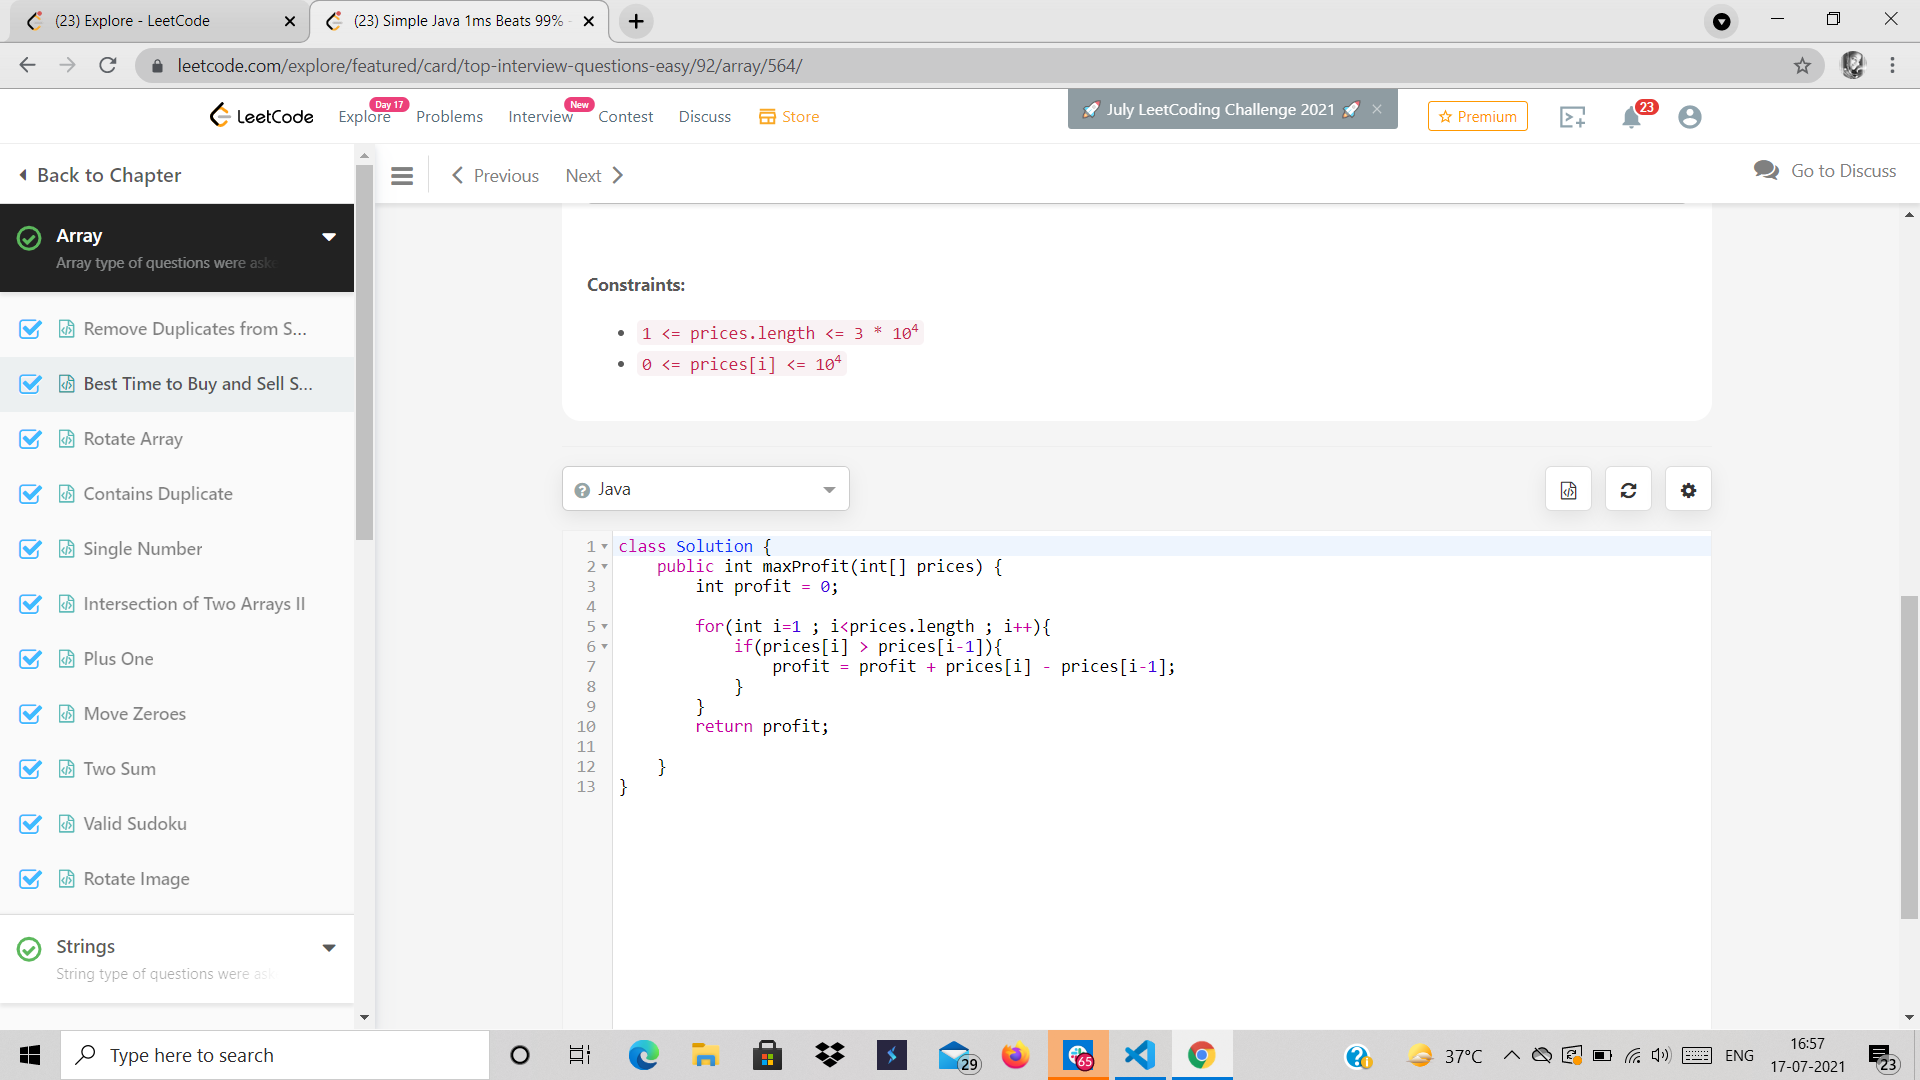 (23) Explore - LeetCode
(23) Simple Java 1ms Beats 99% -
leetcode.com/explore/featured/card/top-interview-questions-easy/92/array/564/
LeetCode
Explore
Day 17
Problems
Interview
New
Contest
Discuss
Store
🚀 July LeetCoding Challenge 2021 🚀 ×
Premium
23
Back to Chapter
Previous
Next
Go to Discuss
Array
Array type of questions were aske
Remove Duplicates from S...
Best Time to Buy and Sell S...
Rotate Array
Contains Duplicate
Single Number
Intersection of Two Arrays II
Plus One
Move Zeroes
Two Sum
Valid Sudoku
Rotate Image
Strings
String type of questions were ask
Constraints:
• 1 <= prices.length <= 3 * 10⁴
• 0 <= prices[i] <= 10⁴
Java
1 class Solution {
2 public int maxProfit(int[] prices) {
3 int profit = 0;
4
5 for(int i=1 ; i<prices.length ; i++){
6 if(prices[i] > prices[i-1]){
7 profit = profit + prices[i] - prices[i-1];
8 }
9 }
10 return profit;
11
12 }
13 }
Type here to search
29
65
37°C
ENG
16:57
17-07-2021
23